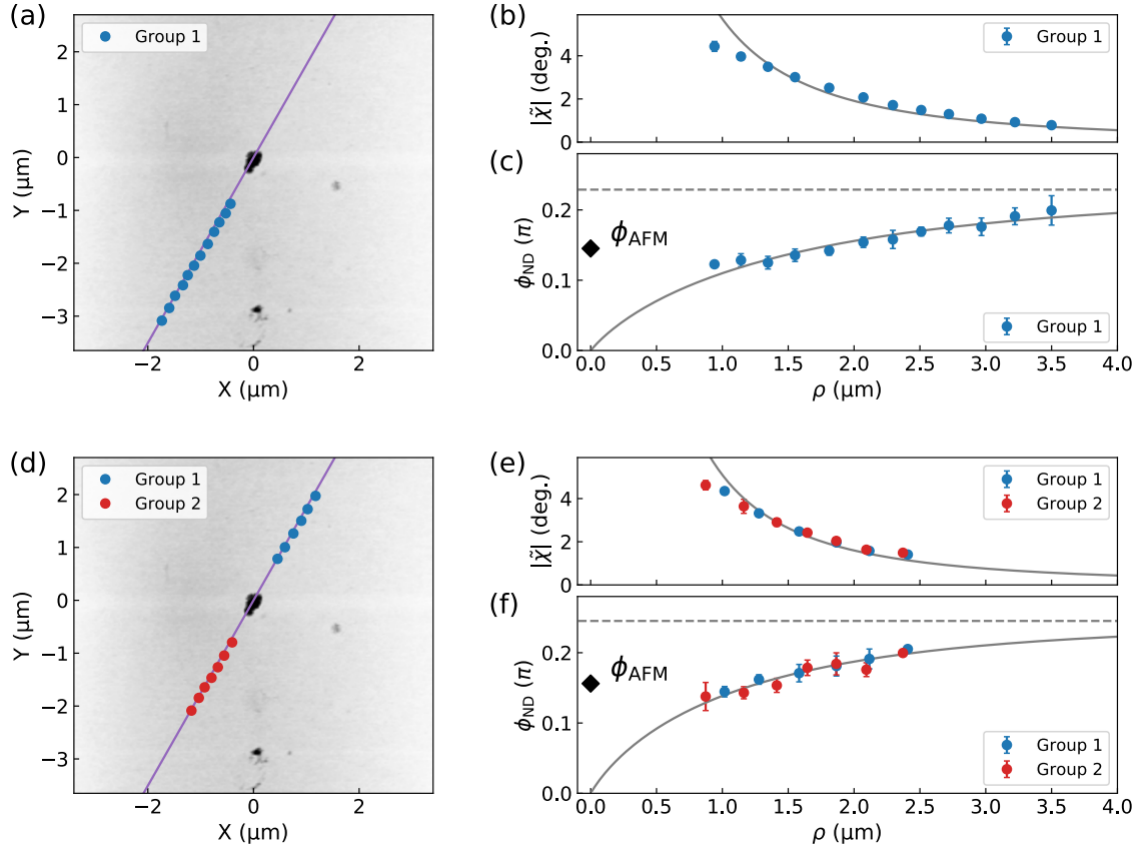 (a)
Group 1
2
1
0
−1
−2
−3
Y (μm)
−2
0
2
X (μm)
(b)
Group 1
4
2
0
|χ̃| (deg.)
(c)
0.2
0.1
0.0
ϕND (π)
ϕAFM
Group 1
0.0 0.5 1.0 1.5 2.0 2.5 3.0 3.5 4.0
ρ (μm)
(d)
Group 1
Group 2
2
1
0
−1
−2
−3
Y (μm)
−2
0
2
X (μm)
(e)
Group 1
Group 2
4
2
0
|χ̃| (deg.)
(f)
0.2
0.1
0.0
ϕND (π)
ϕAFM
Group 1
Group 2
0.0 0.5 1.0 1.5 2.0 2.5 3.0 3.5 4.0
ρ (μm)